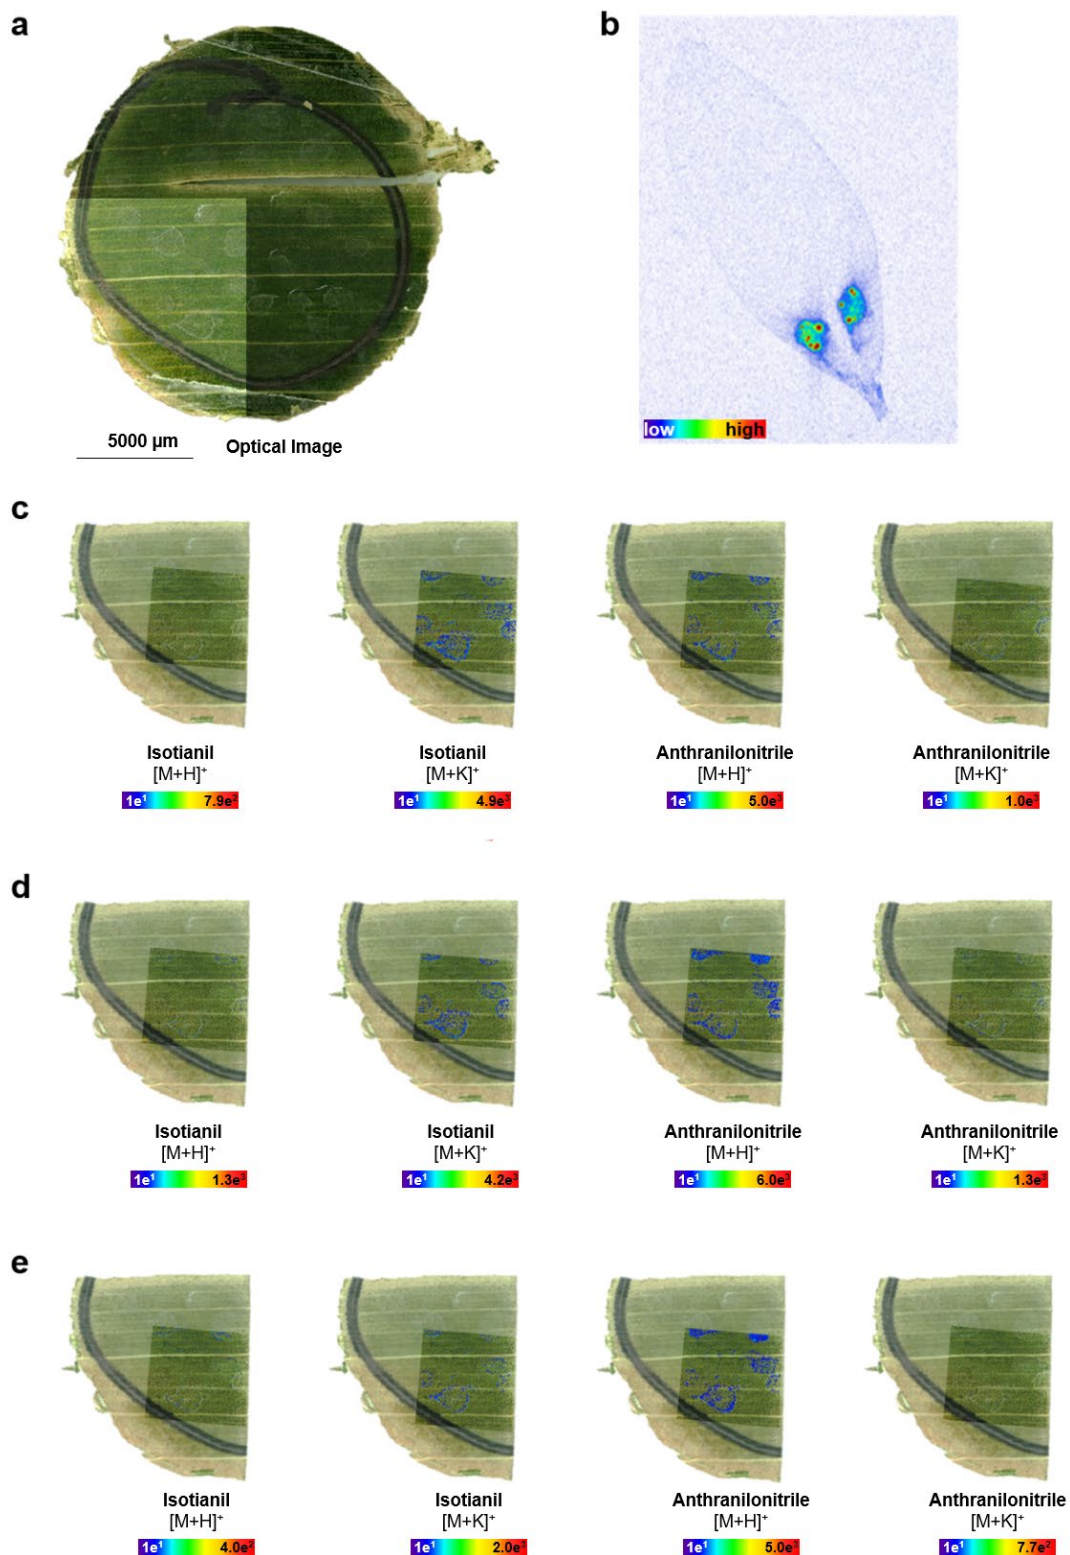 a
b
5000 µm
Optical Image
low high
c
Isotianil Isotianil Anthranilonitrile Anthranilonitrile
[M+H]⁺ [M+K]⁺ [M+H]⁺ [M+K]⁺
1e¹ 7.9e² 1e¹ 4.9e³ 1e¹ 5.0e³ 1e¹ 1.0e³
d
Isotianil Isotianil Anthranilonitrile Anthranilonitrile
[M+H]⁺ [M+K]⁺ [M+H]⁺ [M+K]⁺
1e¹ 1.3e³ 1e¹ 4.2e³ 1e¹ 6.0e³ 1e¹ 1.3e³
e
Isotianil Isotianil Anthranilonitrile Anthranilonitrile
[M+H]⁺ [M+K]⁺ [M+H]⁺ [M+K]⁺
1e¹ 4.0e² 1e¹ 2.0e³ 1e¹ 5.0e³ 1e¹ 7.7e²